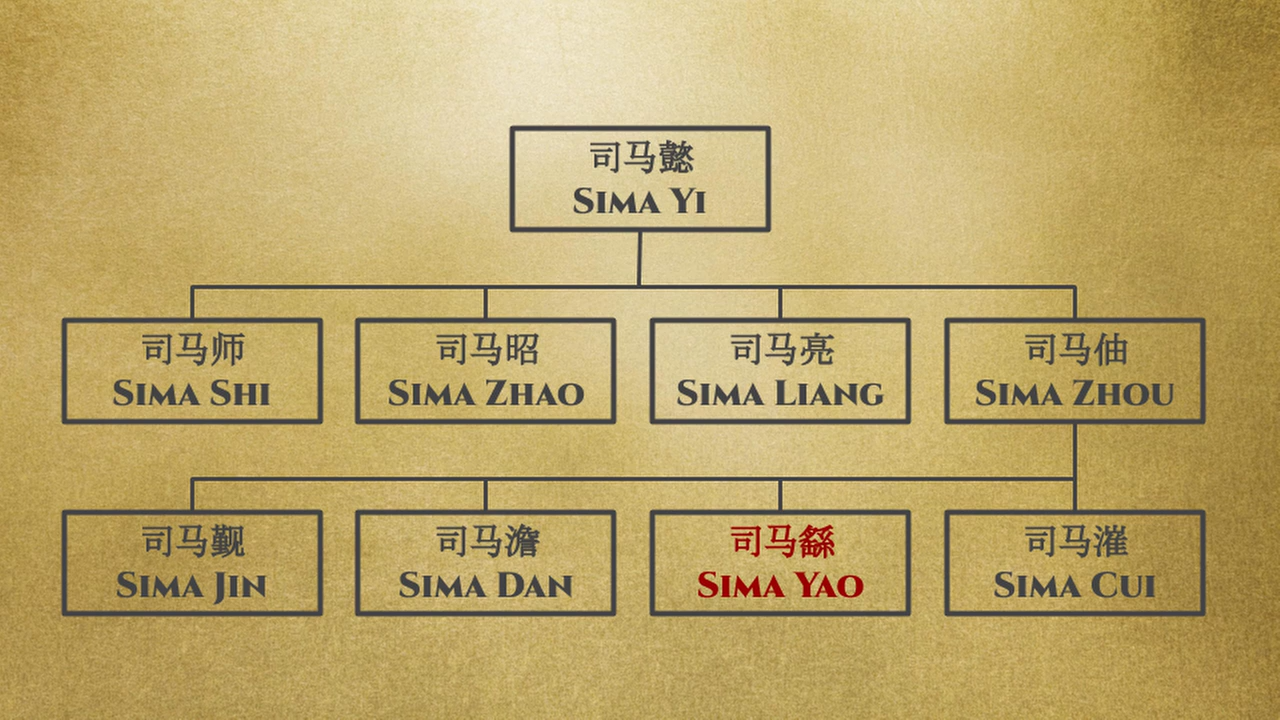 司马懿
Sima Yi
司马师
Sima Shi
司马昭
Sima Zhao
司马亮
Sima Liang
司马伷
Sima Zhou
司马觐
Sima Jin
司马澹
Sima Dan
司马繇
Sima Yao
司马漼
Sima Cui